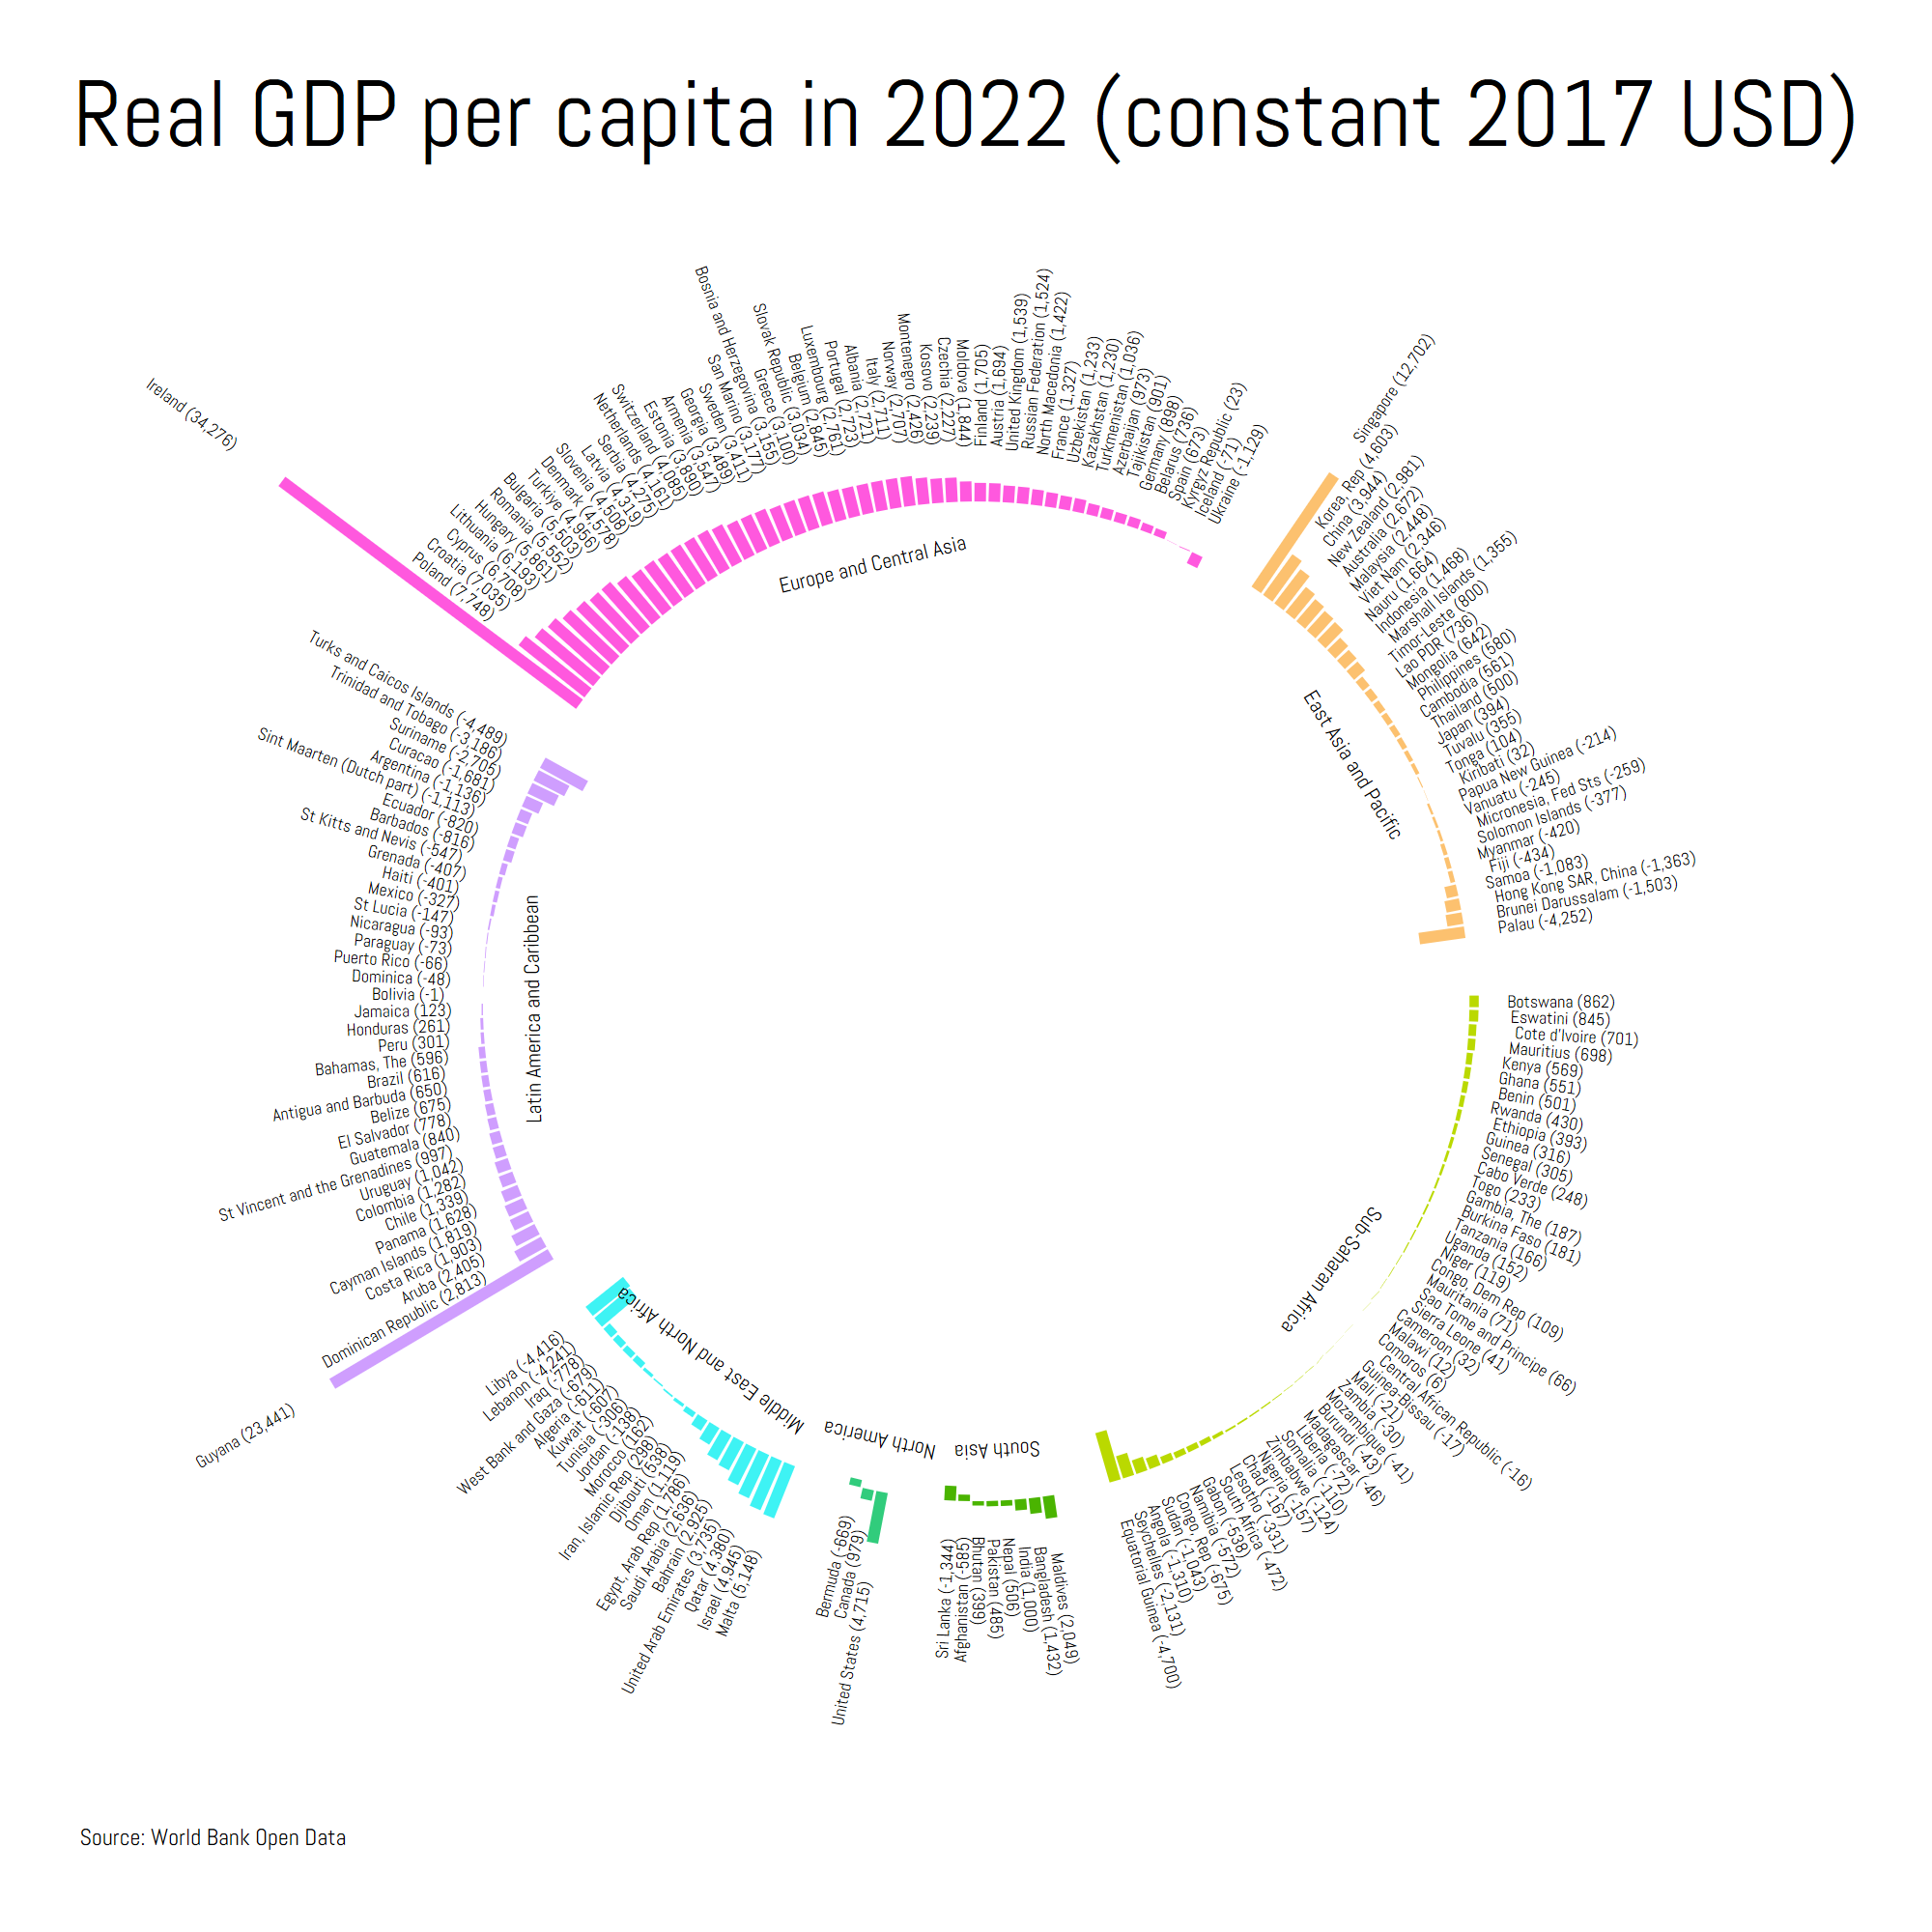 Real GDP per capita in 2022 (constant 2017 USD)
Ireland (34,276)
Poland (7,748)
Croatia (7,035)
Cyprus (6,708)
Lithuania (6,193)
Hungary (5,861)
Romania (5,552)
Bulgaria (5,503)
Turkiye (4,956)
Denmark (4,578)
Slovenia (4,508)
Latvia (4,319)
Serbia (4,275)
Netherlands (4,161)
Switzerland (4,085)
Estonia (3,890)
Armenia (3,547)
Georgia (3,489)
Sweden (3,411)
San Marino (3,177)
Bosnia and Herzegovina (3,155)
Greece (3,100)
Slovak Republic (3,034)
Belgium (2,845)
Luxembourg (2,761)
Portugal (2,723)
Albania (2,721)
Italy (2,711)
Norway (2,707)
Montenegro (2,426)
Kosovo (2,239)
Czechia (2,227)
Moldova (1,844)
Finland (1,705)
Austria (1,694)
United Kingdom (1,539)
Russian Federation (1,524)
North Macedonia (1,422)
France (1,327)
Uzbekistan (1,233)
Kazakhstan (1,230)
Turkmenistan (1,036)
Azerbaijan (973)
Tajikistan (901)
Germany (898)
Belarus (736)
Spain (673)
Kyrgyz Republic (23)
Iceland (-71)
Ukraine (-1,129)
Europe and Central Asia
Singapore (12,702)
Korea, Rep (4,603)
China (3,944)
New Zealand (2,981)
Australia (2,672)
Malaysia (2,448)
Viet Nam (2,346)
Nauru (1,664)
Indonesia (1,468)
Marshall Islands (1,355)
Timor-Leste (800)
Lao PDR (736)
Mongolia (642)
Philippines (580)
Cambodia (561)
Thailand (500)
Japan (394)
Tuvalu (355)
Tonga (104)
Kiribati (32)
Papua New Guinea (-214)
Vanuatu (-245)
Micronesia, Fed Sts (-259)
Solomon Islands (-377)
Myanmar (-420)
Fiji (-434)
Samoa (-1,083)
Hong Kong SAR, China (-1,363)
Brunei Darussalam (-1,503)
Palau (-4,252)
East Asia and Pacific
Botswana (862)
Eswatini (845)
Cote d'Ivoire (701)
Mauritius (698)
Kenya (569)
Ghana (551)
Benin (501)
Rwanda (430)
Ethiopia (393)
Guinea (316)
Senegal (305)
Cabo Verde (248)
Togo (233)
Gambia, The (187)
Burkina Faso (181)
Tanzania (166)
Uganda (152)
Niger (119)
Congo, Dem Rep (109)
Mauritania (71)
Sao Tome and Principe (66)
Sierra Leone (41)
Cameroon (32)
Malawi (12)
Comoros (6)
Central African Republic (-16)
Guinea-Bissau (-17)
Mali (-21)
Zambia (-30)
Mozambique (-41)
Burundi (-43)
Madagascar (-46)
Liberia (-72)
Somalia (-110)
Zimbabwe (-124)
Nigeria (-157)
Chad (-167)
Lesotho (-331)
South Africa (-472)
Gabon (-538)
Namibia (-572)
Congo, Rep (-675)
Sudan (-1,043)
Angola (-1,310)
Seychelles (-2,131)
Equatorial Guinea (-4,700)
Sub-Saharan Africa
Maldives (2,049)
Bangladesh (1,432)
India (1,000)
Nepal (506)
Pakistan (485)
Bhutan (399)
Afghanistan (-585)
Sri Lanka (-1,344)
South Asia
United States (4,715)
Canada (979)
Bermuda (-669)
North America
Malta (5,148)
Israel (4,945)
Qatar (4,380)
United Arab Emirates (3,735)
Bahrain (2,925)
Saudi Arabia (2,636)
Egypt, Arab Rep (1,786)
Oman (1,119)
Djibouti (538)
Iran, Islamic Rep (298)
Morocco (162)
Jordan (-138)
Tunisia (-306)
Kuwait (-607)
Algeria (-611)
West Bank and Gaza (-679)
Iraq (-778)
Lebanon (-4,241)
Libya (-4,416)
Middle East and North Africa
Guyana (23,441)
Dominican Republic (2,813)
Aruba (2,405)
Costa Rica (1,903)
Cayman Islands (1,819)
Panama (1,628)
Chile (1,339)
Colombia (1,282)
Uruguay (1,042)
St Vincent and the Grenadines (997)
Guatemala (840)
El Salvador (778)
Belize (675)
Antigua and Barbuda (650)
Brazil (616)
Bahamas, The (596)
Peru (301)
Honduras (261)
Jamaica (123)
Bolivia (-1)
Dominica (-48)
Puerto Rico (-66)
Paraguay (-73)
Nicaragua (-93)
St Lucia (-147)
Mexico (-327)
Haiti (-401)
Grenada (-407)
St Kitts and Nevis (-547)
Barbados (-816)
Ecuador (-820)
Sint Maarten (Dutch part) (-1,113)
Argentina (-1,136)
Curacao (-1,681)
Suriname (-2,705)
Trinidad and Tobago (-3,186)
Turks and Caicos Islands (-4,489)
Latin America and Caribbean
Source: World Bank Open Data